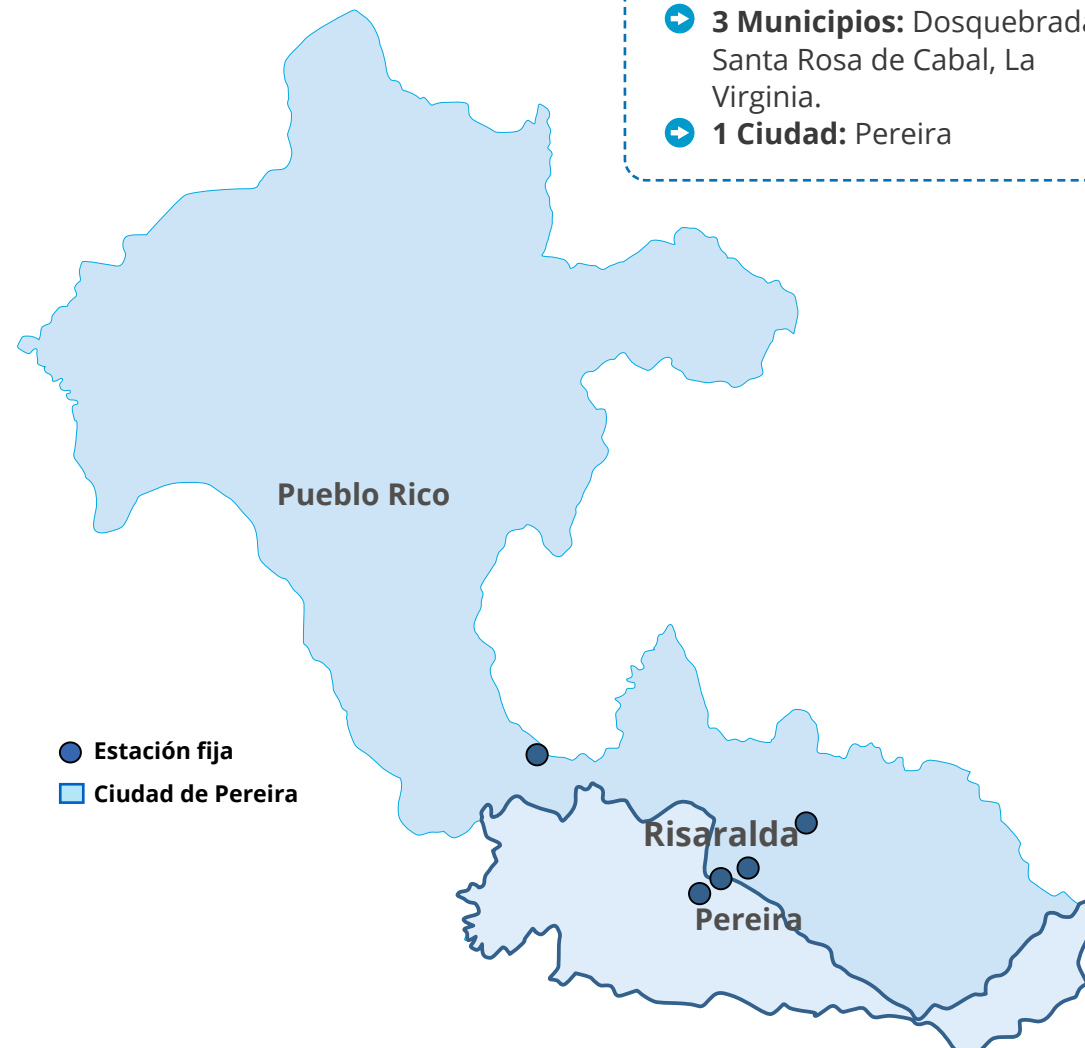 3 Municipios: Dosquebrada
Santa Rosa de Cabal, La
Virginia.
1 Ciudad: Pereira
Pueblo Rico
Estación fija
Ciudad de Pereira
Risaralda
Pereira